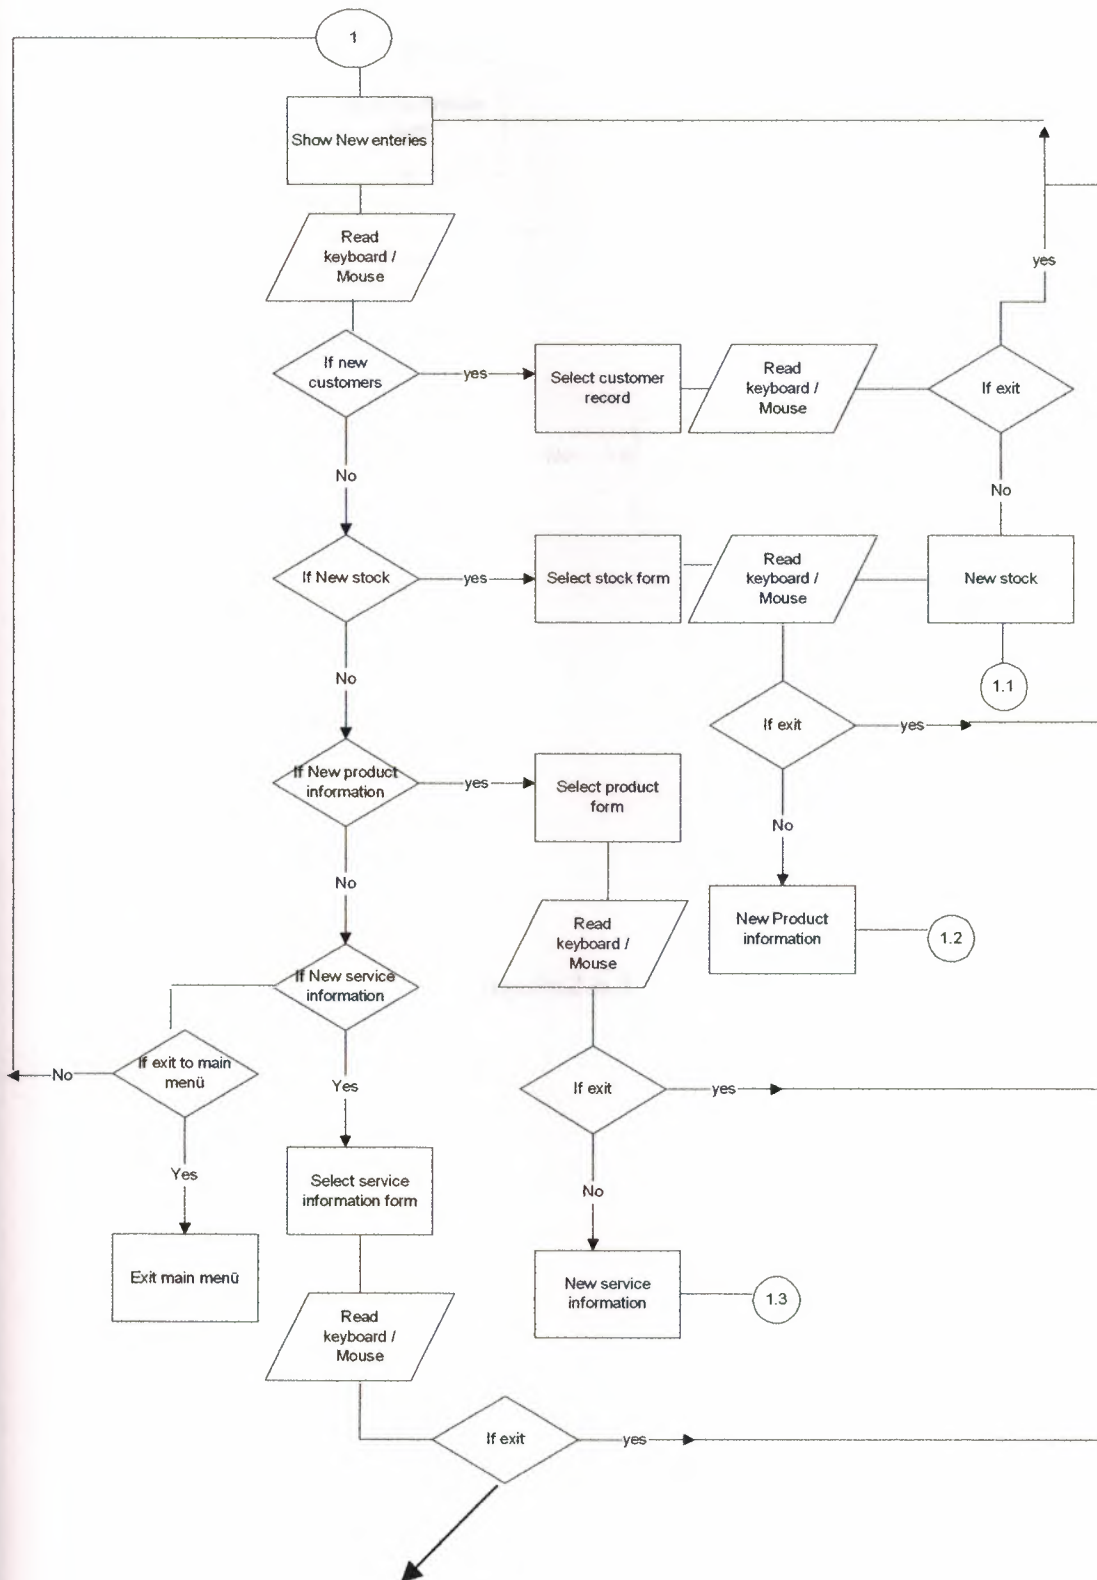 1
Show New enteries
Read
keyboard /
Mouse
yes
If new
customers
yes
Select customer
record
Read
keyboard /
Mouse
If exit
No
No
If New stock
yes
Select stock form
Read
keyboard /
Mouse
New stock
No
1.1
If exit
yes
If New product
information
yes
Select product
form
No
No
New Product
information
1.2
Read
keyboard /
Mouse
If New service
information
If exit to main
menü
No
Yes
If exit
yes
Yes
Select service
information form
No
Exit main menü
New service
information
1.3
Read
keyboard /
Mouse
If exit
yes